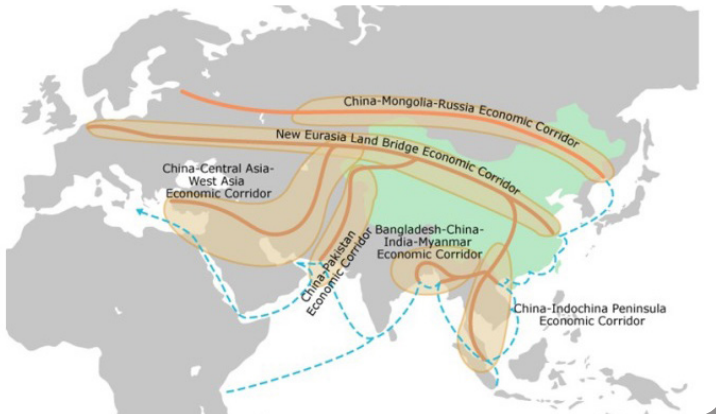 China-Mongolia-Russia Economic Corridor
New Eurasia Land Bridge Economic Corridor
China-Central Asia-
West Asia
Economic Corridor
China-Pakistan
Economic Corridor
Bangladesh-China-
India-Myanmar
Economic Corridor
China-Indochina Peninsula
Economic Corridor